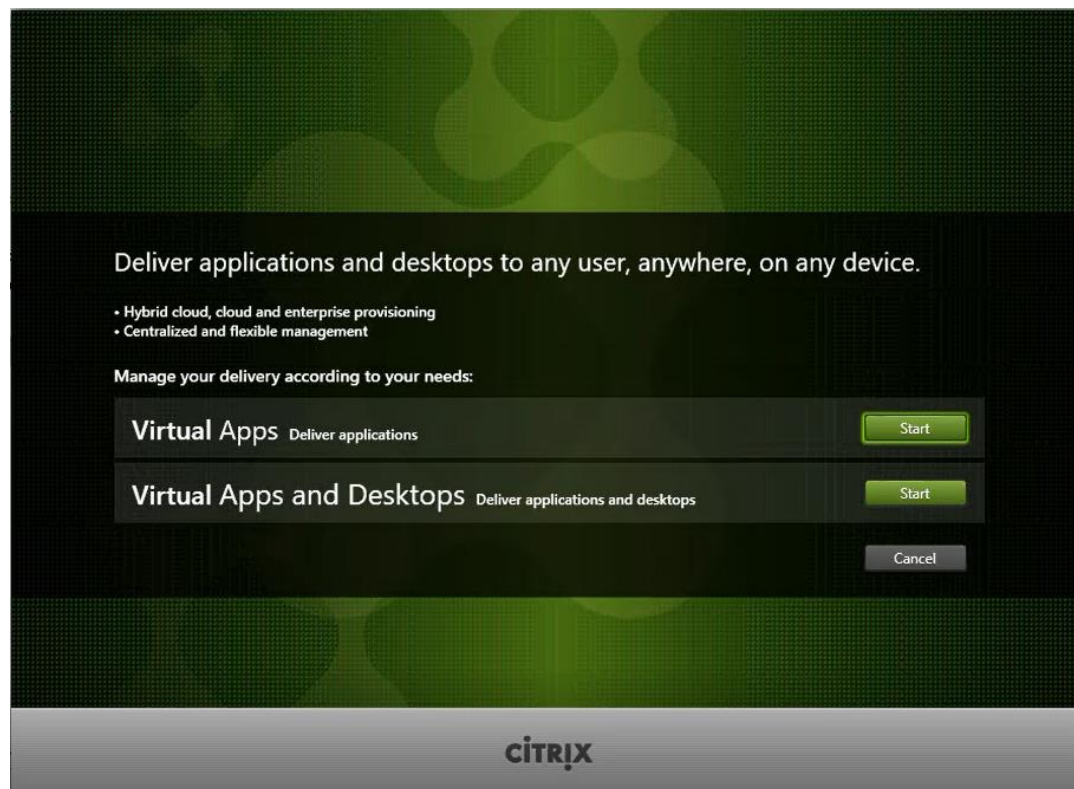 Deliver applications and desktops to any user, anywhere, on any device.
• Hybrid cloud, cloud and enterprise provisioning
• Centralized and flexible management
Manage your delivery according to your needs:
Virtual Apps Deliver applications Start
Virtual Apps and Desktops Deliver applications and desktops Start
Cancel
CİTRIX